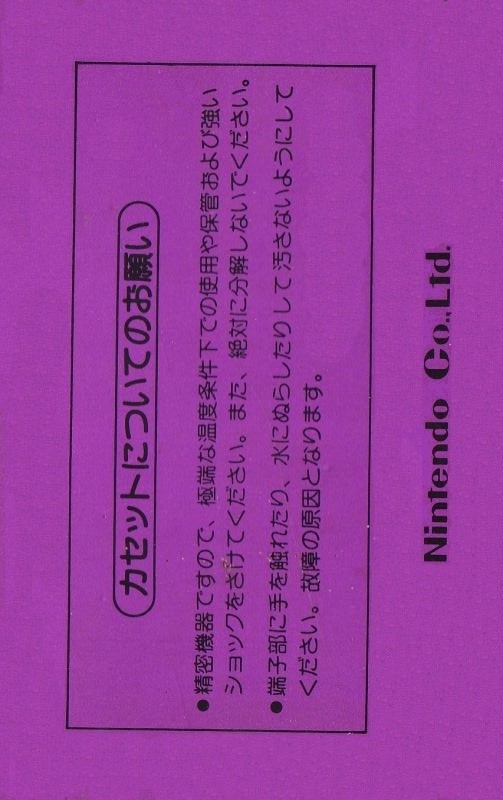 カセットについてのお願い
●精密機器ですので、極端な温度条件下での使用や保管および強い
ショックをさけてください。また、絶対に分解しないでください。
●端子部に手を触れたり、水にぬらしたりして汚さないようにして
ください。故障の原因となります。
Nintendo Co.,Ltd.